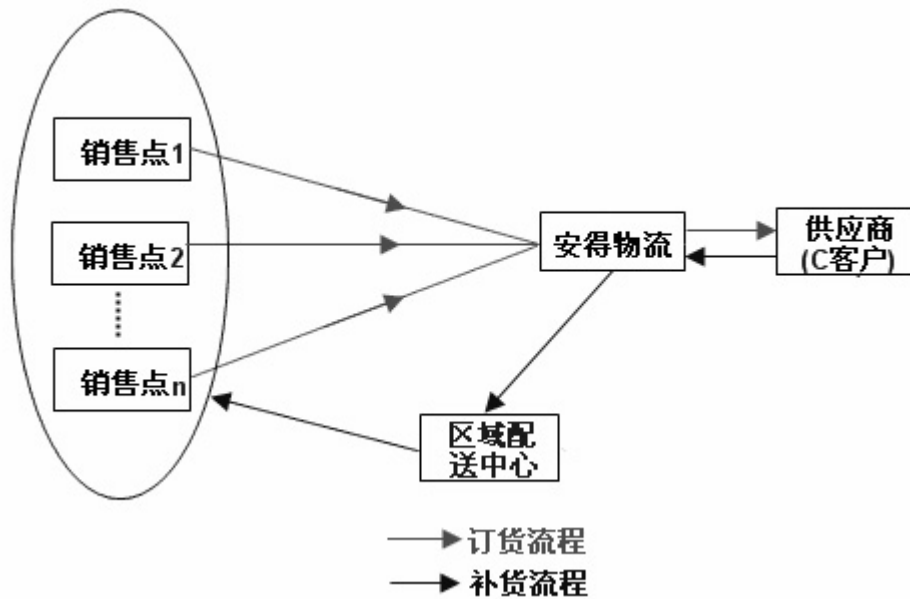 销售点1
销售点2
销售点n
安得物流
供应商
(C客户)
区域配
送中心
订货流程
补货流程